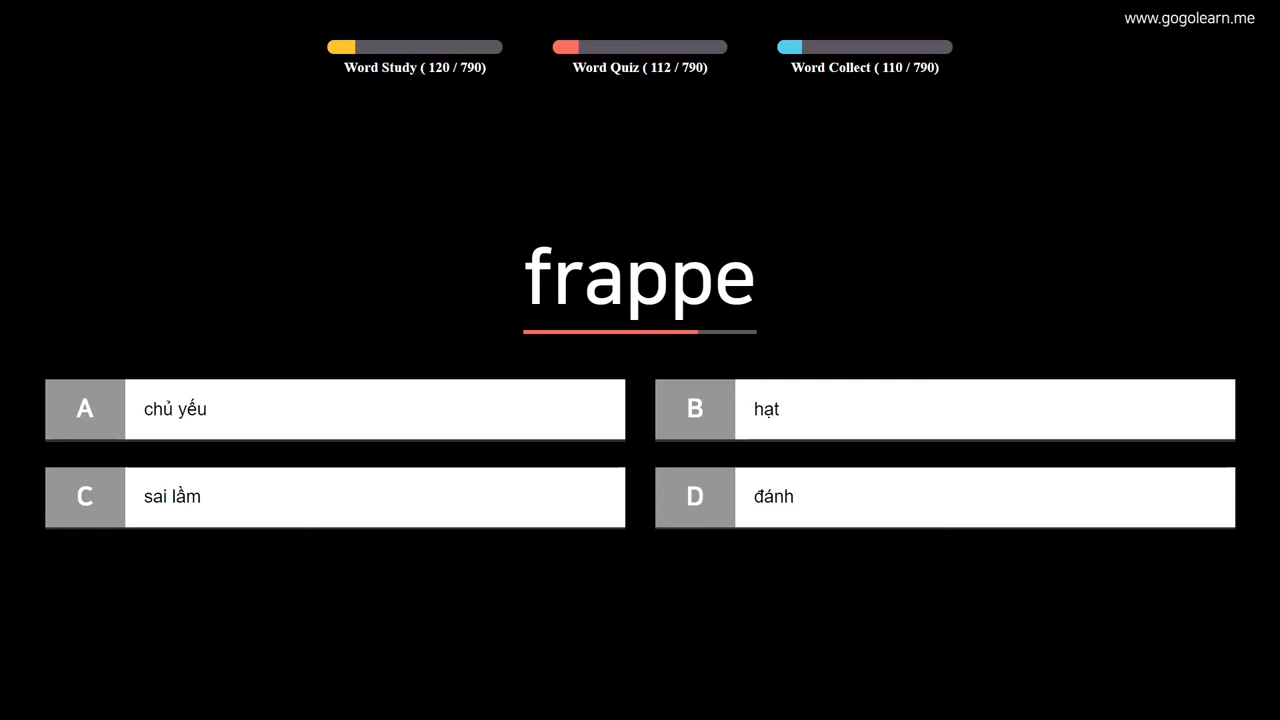 www.gogolearn.me
Word Study ( 120 / 790)
Word Quiz ( 112 / 790)
Word Collect ( 110 / 790)
frappe
A chủ yếu
B hạt
C sai lầm
D đánh